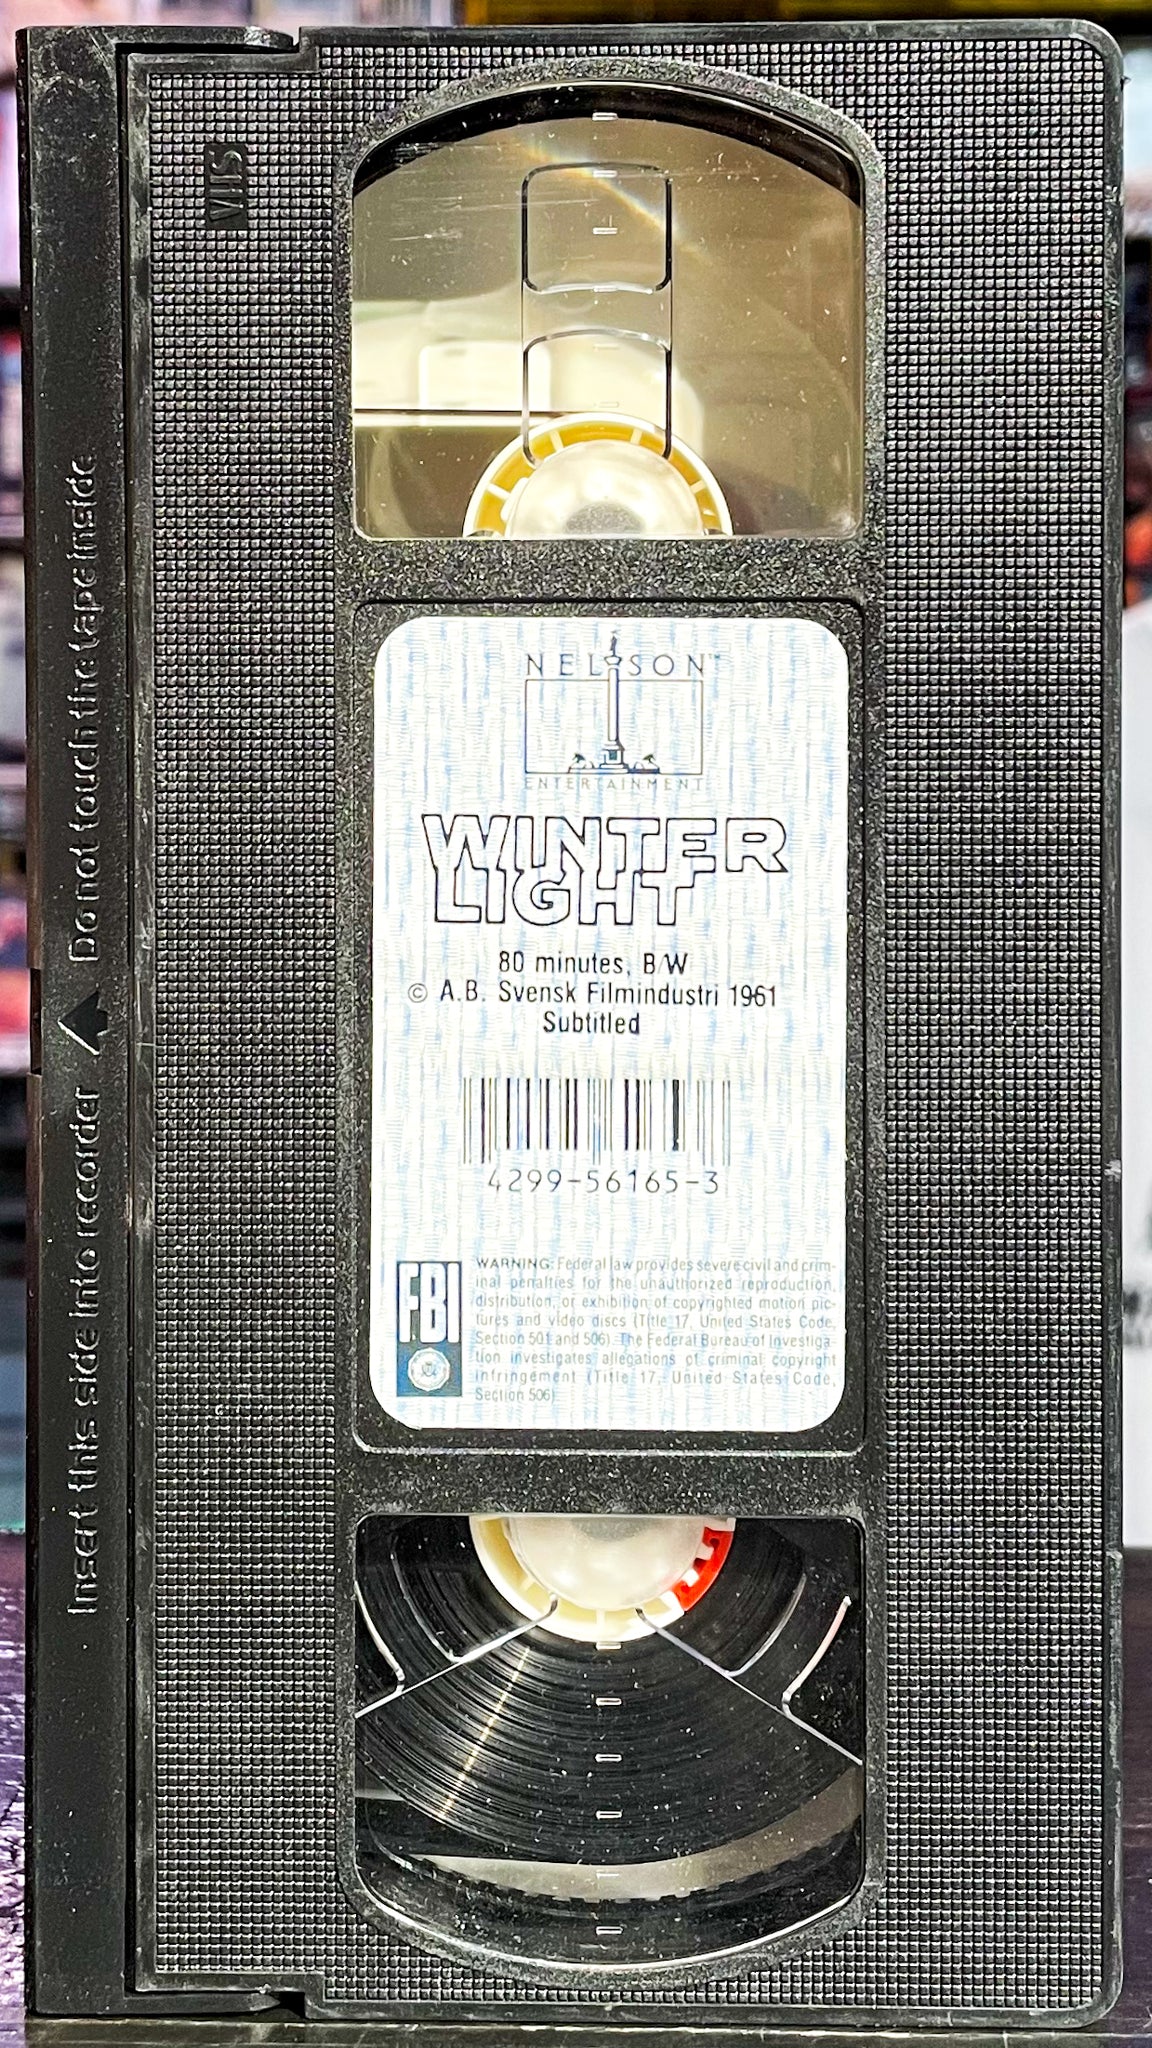 VHS
Do not touch the tape inside
Insert this side into recorder
NELSON™
ENTERTAINMENT
WINTER
LIGHT
80 minutes, B/W
© A.B. Svensk Filmindustri 1961
Subtitled
4299-56165-3
FBI
WARNING: Federal law provides severe civil and crim-
inal penalties for the unauthorized reproduction,
distribution, or exhibition of copyrighted motion pic-
tures and video discs (Title 17, United States Code,
Section 501 and 506). The Federal Bureau of Investiga-
tion investigates allegations of criminal copyright
infringement (Title 17, United States Code,
Section 506)